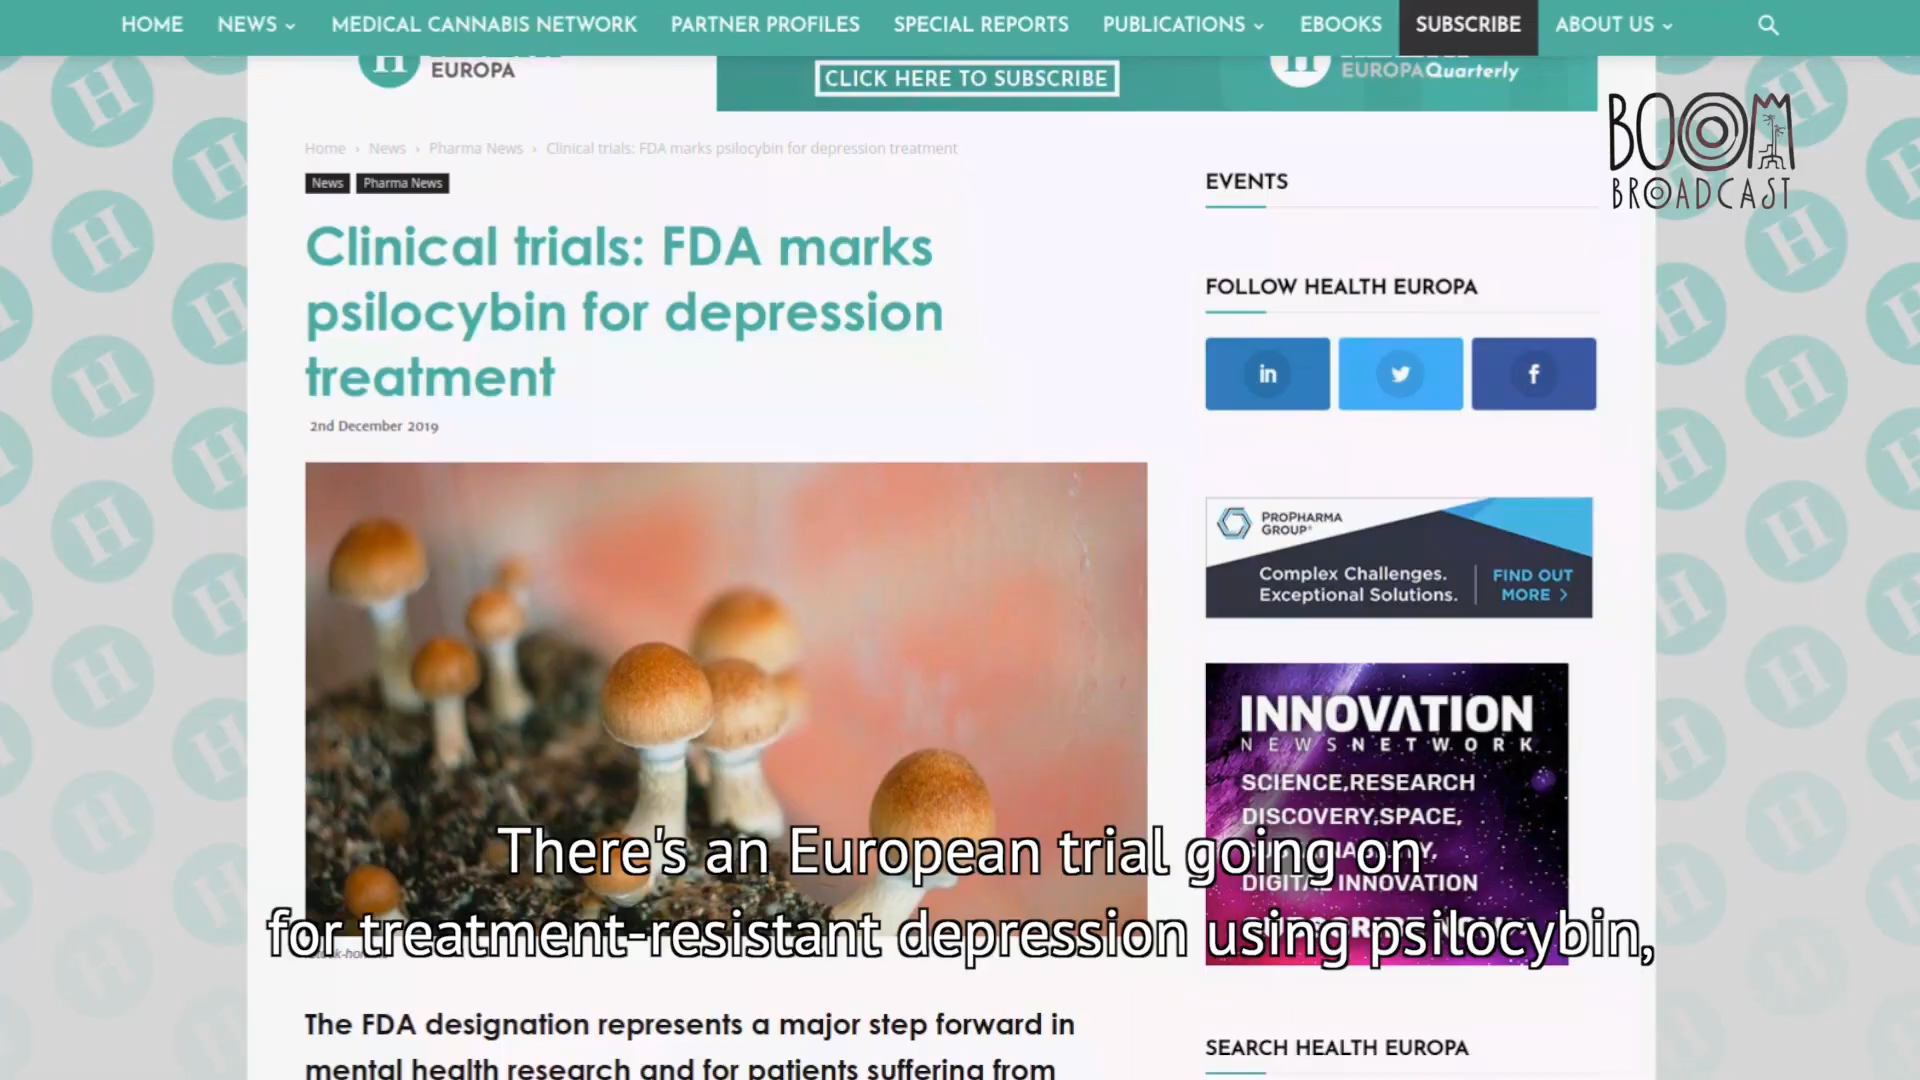 HOME NEWS MEDICAL CANNABIS NETWORK PARTNER PROFILES SPECIAL REPORTS PUBLICATIONS EBOOKS SUBSCRIBE ABOUT US
H EUROPA
CLICK HERE TO SUBSCRIBE
H EUROPA Quarterly
BOOM
BROADCAST
Home › News › Pharma News › Clinical trials: FDA marks psilocybin for depression treatment
News Pharma News
Clinical trials: FDA marks
psilocybin for depression
treatment
2nd December 2019
EVENTS
FOLLOW HEALTH EUROPA
in f
PROPHARMA
GROUP®
Complex Challenges.
Exceptional Solutions.
FIND OUT
MORE >
INNOVATION
NEWS NETWORK
SCIENCE,RESEARCH
DISCOVERY,SPACE,
DIGITAL INNOVATION
There's an European trial going on
for treatment-resistant depression using psilocybin,
The FDA designation represents a major step forward in
mental health research and for patients suffering from
SEARCH HEALTH EUROPA